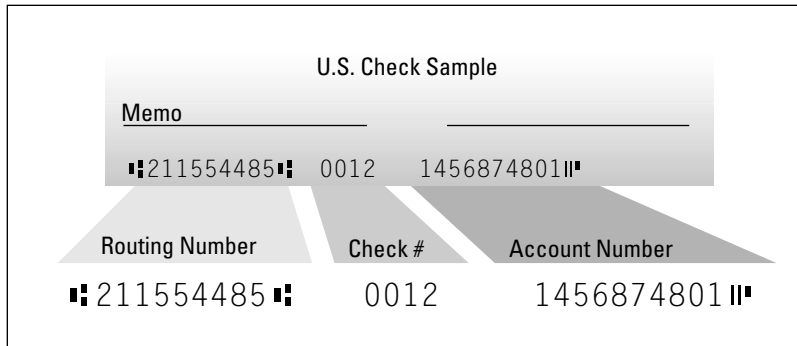 U.S. Check Sample
Memo
⑆211554485⑆ 0012 1456874801⑈
Routing Number Check # Account Number
⑆211554485⑆ 0012 1456874801⑈